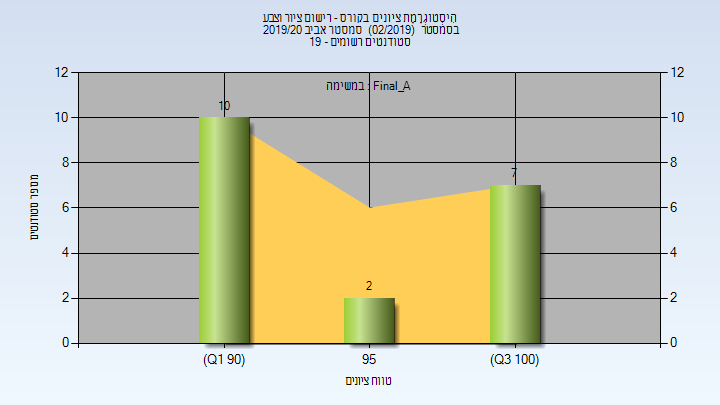 היסטוגרמת ציונים בקורס - רישום ציור וצבע
בסמסטר (02/2019) סמסטר אביב 2019/20
סטודנטים רשומים - 19
במשימה : Final_A
12 12
10 10
8 8
6 6
4 4
2 2
0 0
10
2
7
מספר סטודנטים
(Q1 90) 95 (Q3 100)
טווח ציונים